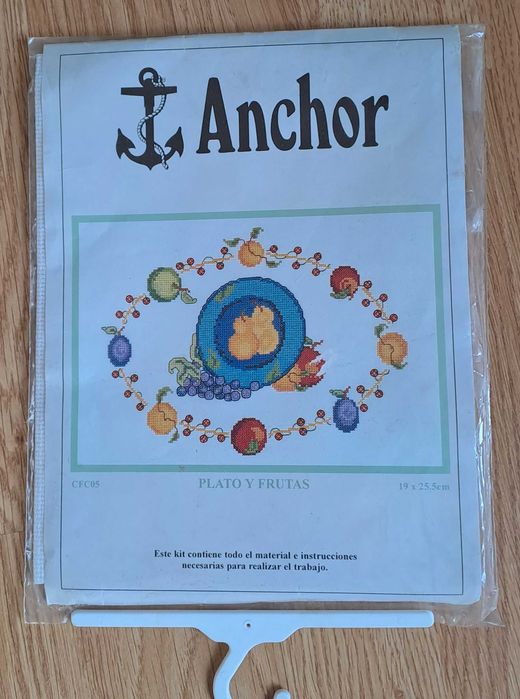 Anchor
CFC05 PLATO Y FRUTAS 19 x 25.5cm
Este kit contiene todo el material e instrucciones
necesarias para realizar el trabajo.